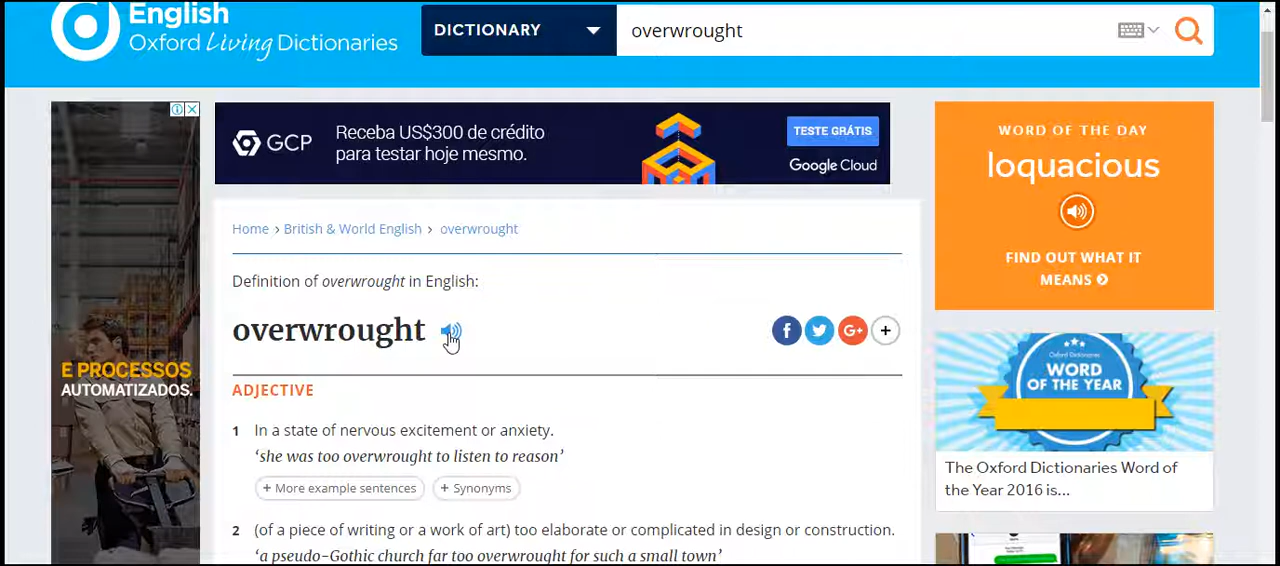 English
Oxford Living Dictionaries
DICTIONARY
overwrought
GCP
Receba US$300 de crédito
para testar hoje mesmo.
TESTE GRÁTIS
Google Cloud
E PROCESSOS
AUTOMATIZADOS.
Home › British & World English › overwrought
Definition of overwrought in English:
overwrought
f
G+
+
ADJECTIVE
1 In a state of nervous excitement or anxiety.
‘she was too overwrought to listen to reason’
+ More example sentences
+ Synonyms
2 (of a piece of writing or a work of art) too elaborate or complicated in design or construction.
‘a pseudo-Gothic church far too overwrought for such a small town’
WORD OF THE DAY
loquacious
FIND OUT WHAT IT
MEANS
Oxford Dictionaries
WORD
OF THE YEAR
The Oxford Dictionaries Word of
the Year 2016 is...